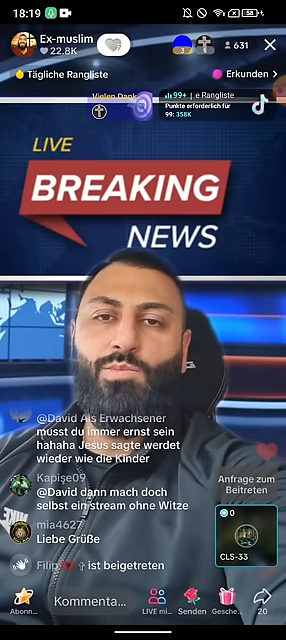 18:19
58
Ex-muslim
22.8K
631
Tägliche Rangliste
Erkunden >
Vielen Dank
99+ | e Rangliste
Punkte erforderlich für
99: 358K
LIVE
BREAKING
NEWS
@David Als Erwachsener
musst du immer ernst sein
hahaha Jesus sagte werdet
wieder wie die Kinder
Kapişe09
@David dann mach doch
selbst ein stream ohne Witze
mia4627
Liebe Grüße
Filip ist beigetreten
Anfrage zum
Beitreten
0
CLS-33
Abonn...
Kommenta...
LIVE mi...
Senden
Gesche...
20